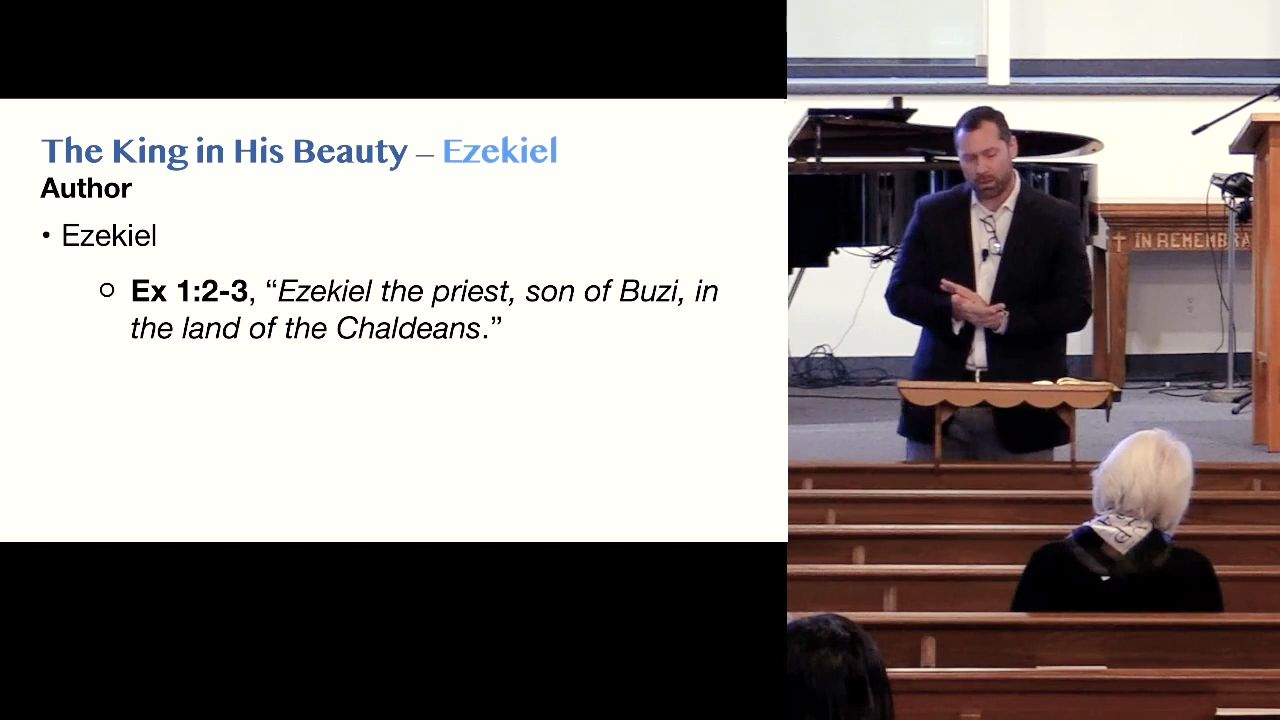 The King in His Beauty – Ezekiel
Author
• Ezekiel
○ Ex 1:2-3, “Ezekiel the priest, son of Buzi, in
the land of the Chaldeans.”
IN REMEMBRA